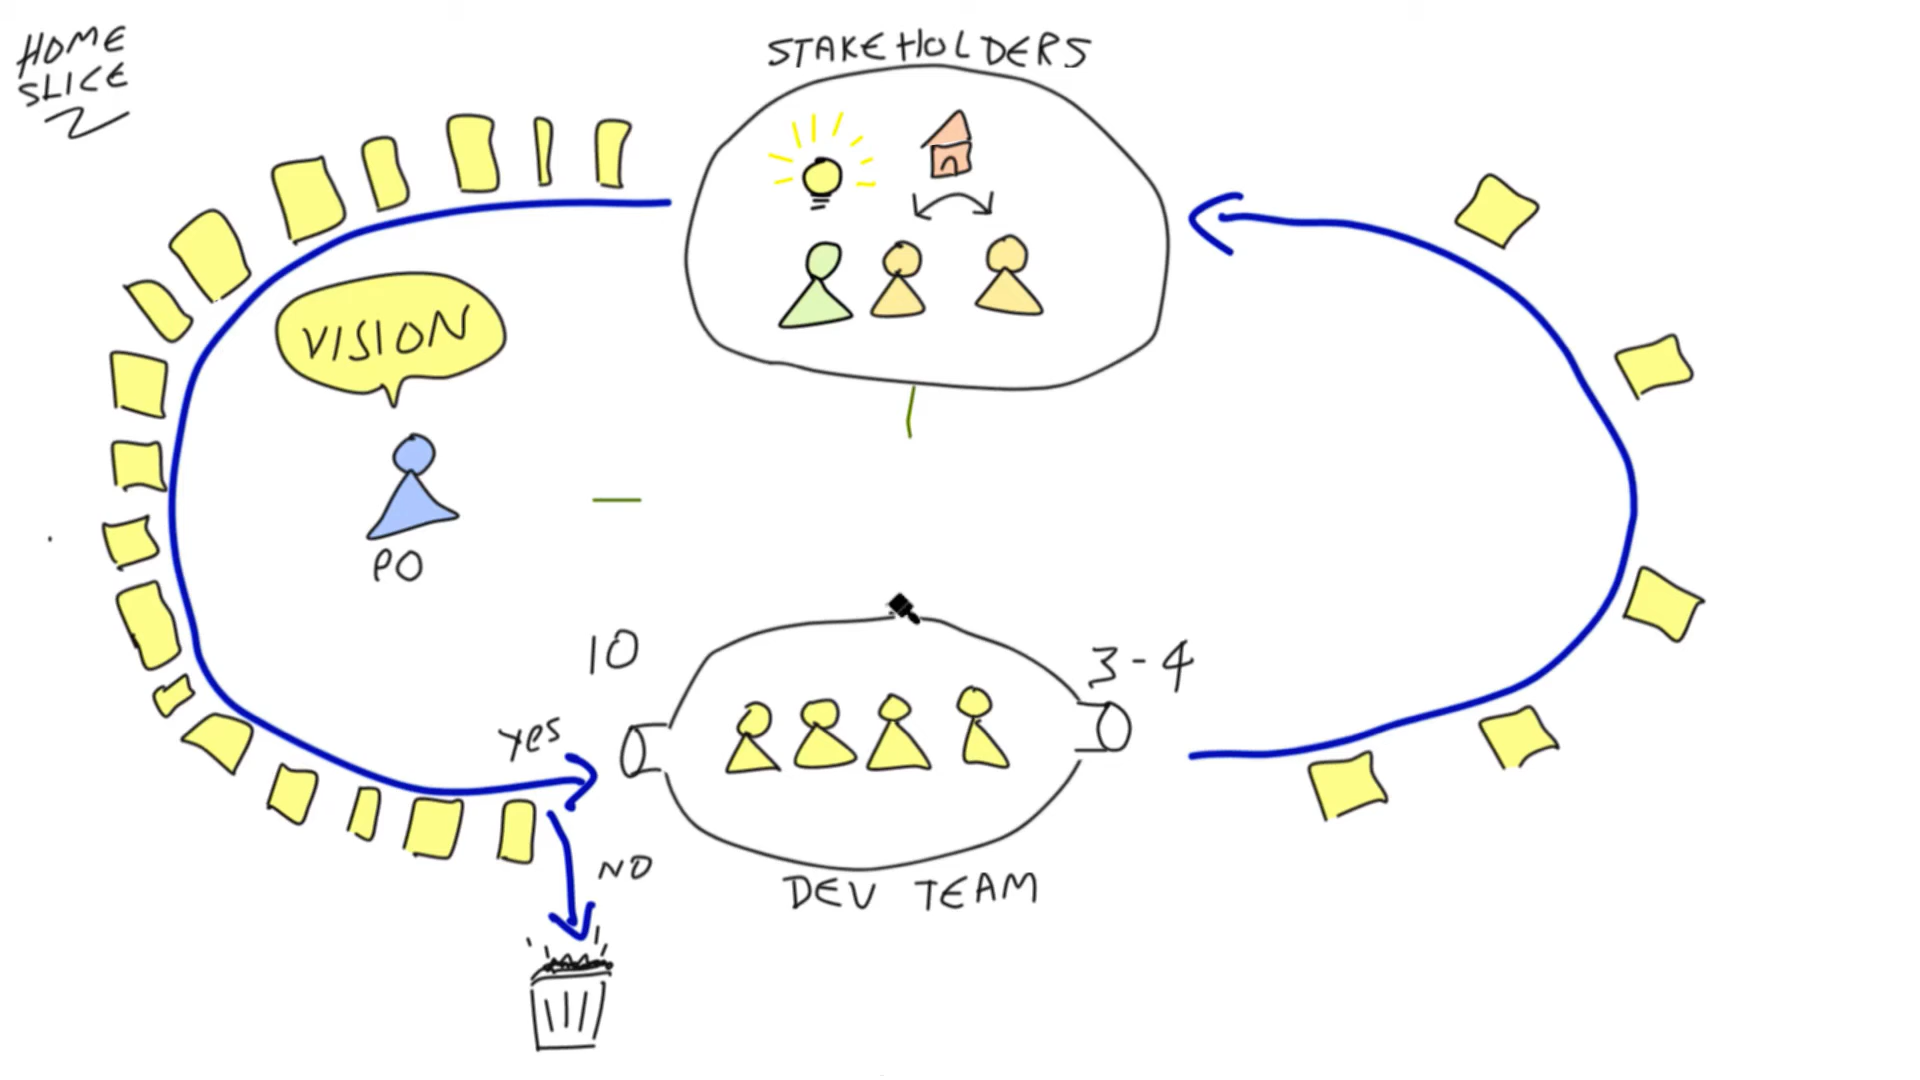 HOME
SLICE
STAKEHOLDERS
VISION
PO
10
3-4
yes
NO
DEV TEAM